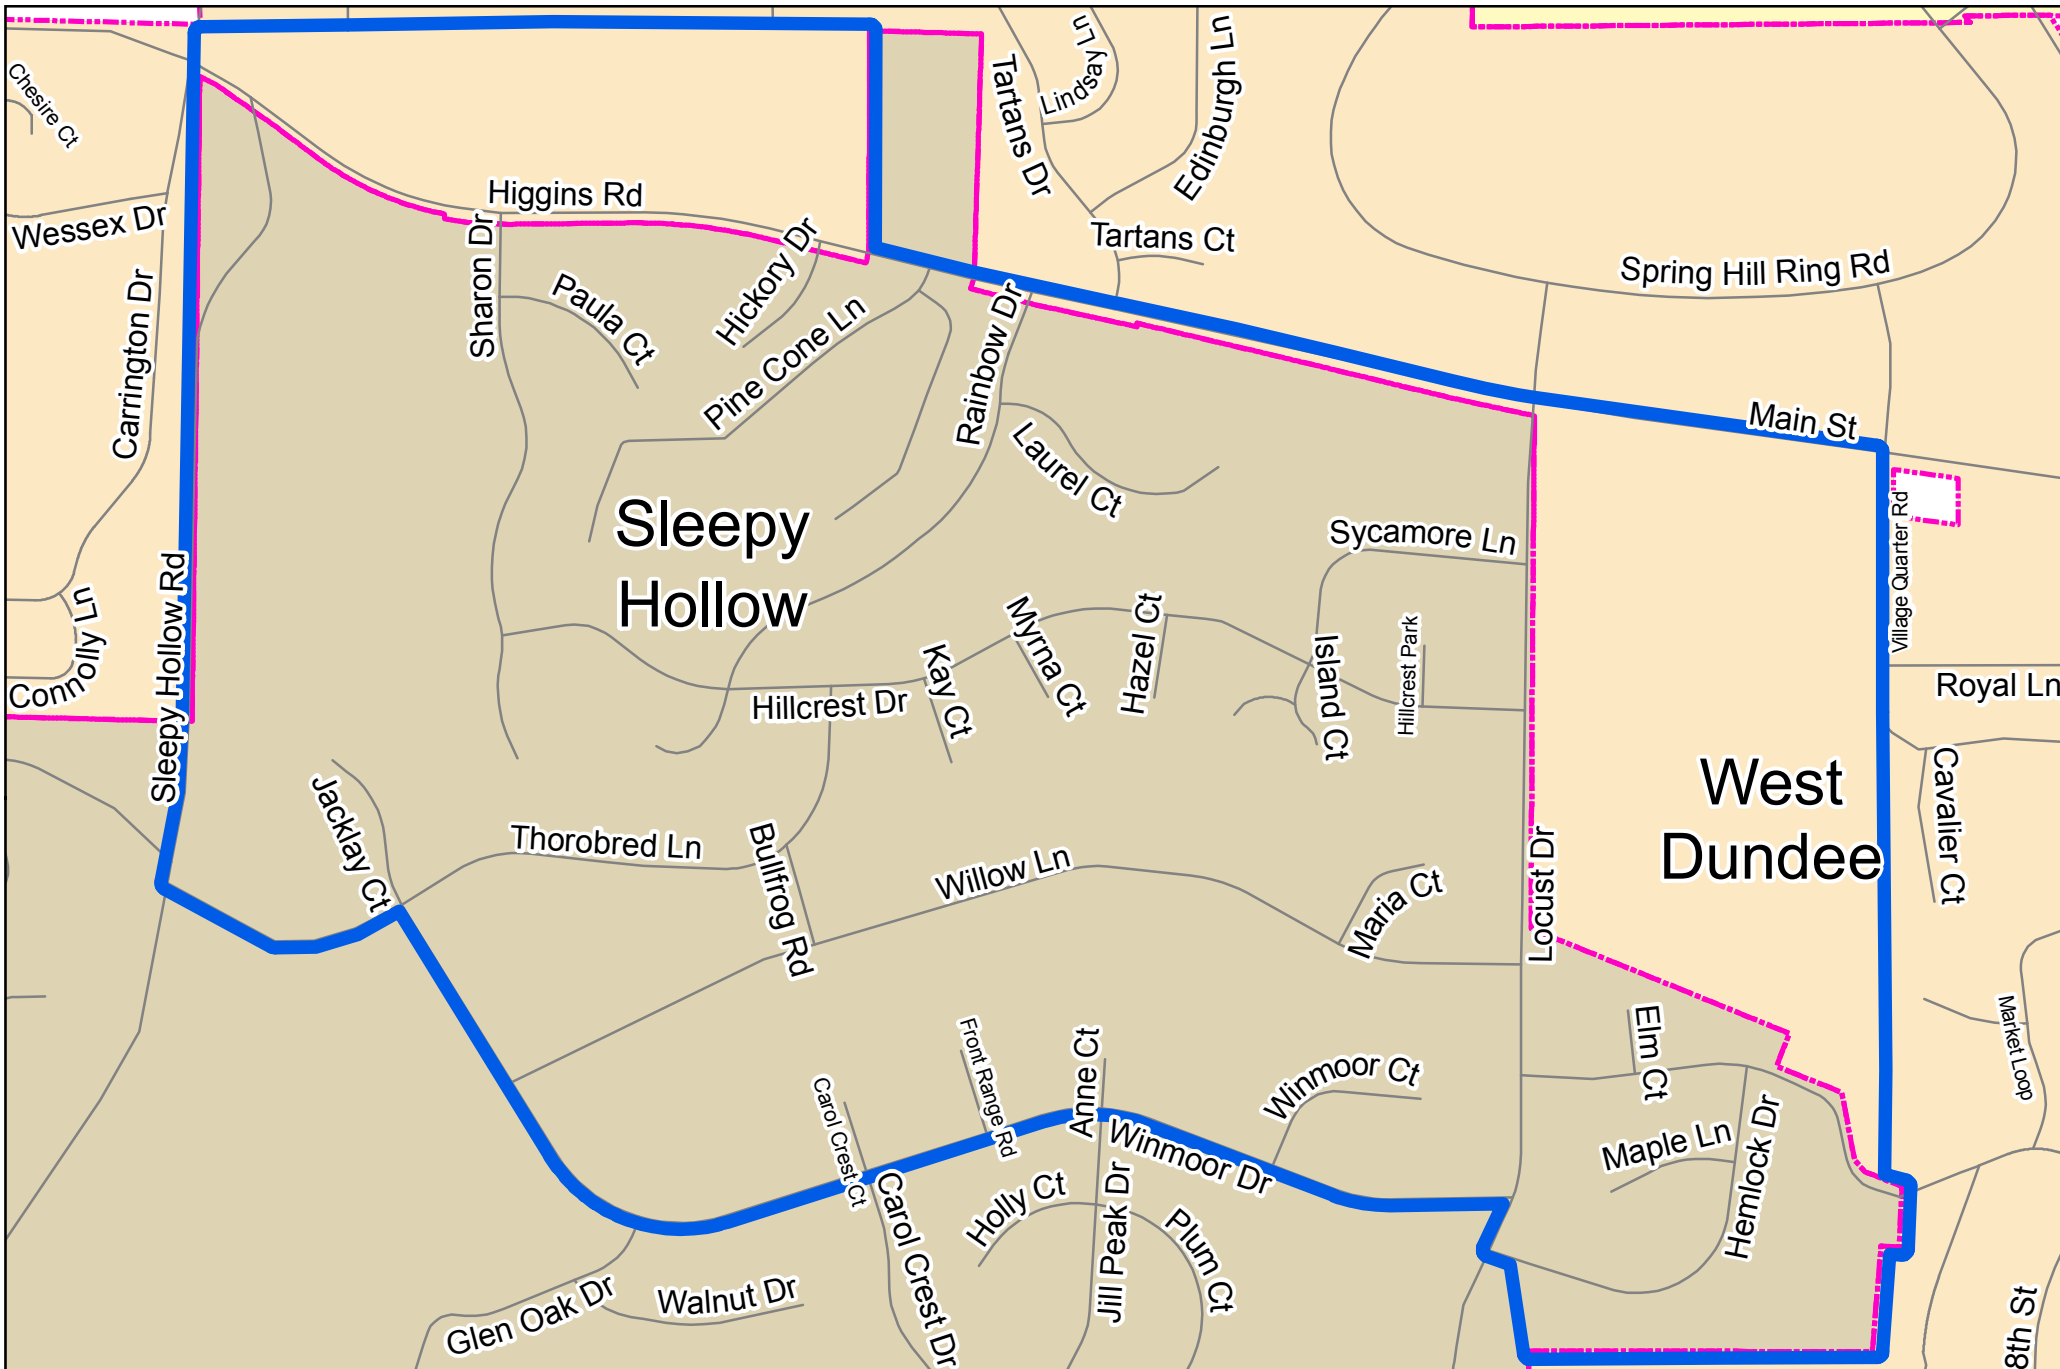 Chesire Ct
Lindsay Ln
Edinburgh Ln
Tartans Dr
Higgins Rd
Wessex Dr
Sharon Dr
Hickory Dr
Tartans Ct
Spring Hill Ring Rd
Carrington Dr
Paula Ct
Pine Cone Ln
Rainbow Dr
Main St
Laurel Ct
Sleepy
Hollow
Sycamore Ln
Village Quarter Rd
Sleepy Hollow Rd
Connolly Ln
Kay Ct
Myrna Ct
Hazel Ct
Island Ct
Hillcrest Park
Hillcrest Dr
Royal Ln
West
Dundee
Jacklay Ct
Thorobred Ln
Bullfrog Rd
Willow Ln
Maria Ct
Locust Dr
Cavalier Ct
Front Range Rd
Anne Ct
Winmoor Ct
Elm Ct
Market Loop
Carol Crest Ct
Winmoor Dr
Maple Ln
Hemlock Dr
Holly Ct
Jill Peak Dr
Plum Ct
Carol Crest Dr
Glen Oak Dr
Walnut Dr
8th St